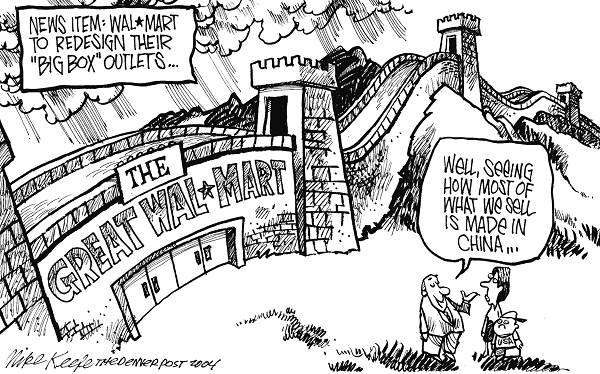 NEWS ITEM: WAL★MART
TO REDESIGN THEIR
"BIG BOX" OUTLETS...
THE
GREAT WAL★MART
WELL, SEEING
HOW MOST OF
WHAT WE SELL
IS MADE IN
CHINA...
USA
Mike Keefe THE DENVER POST 2004